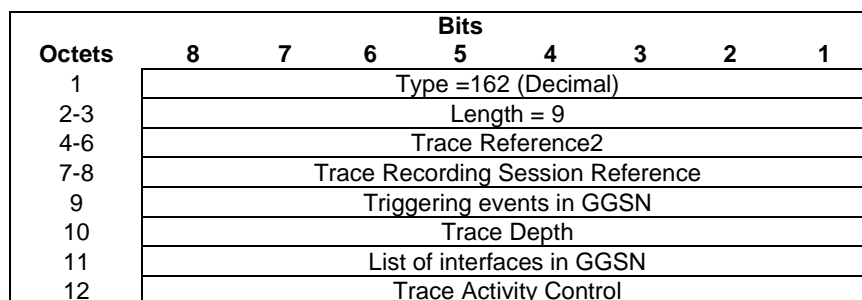 Bits
Octets 8 7 6 5 4 3 2 1
1 Type =162 (Decimal)
2-3 Length = 9
4-6 Trace Reference2
7-8 Trace Recording Session Reference
9 Triggering events in GGSN
10 Trace Depth
11 List of interfaces in GGSN
12 Trace Activity Control